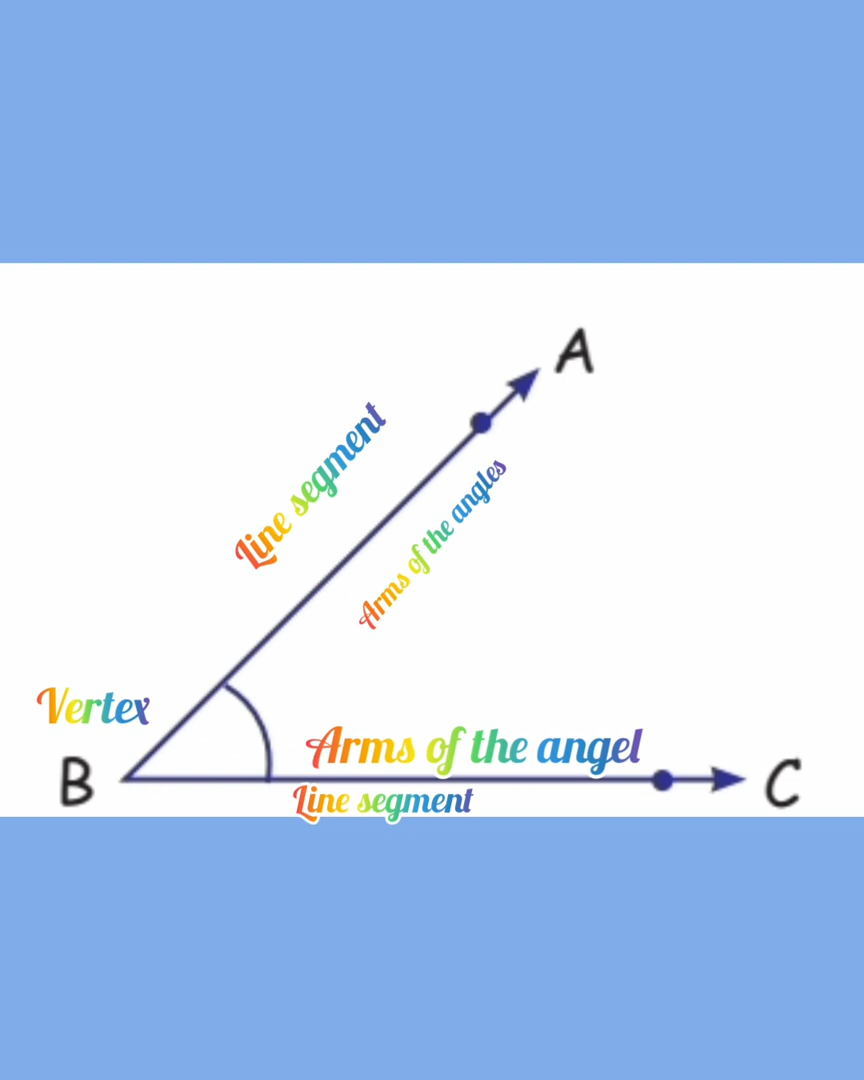 A
Line segment
Arms of the angles
Vertex
Arms of the angel
B
C
Line segment